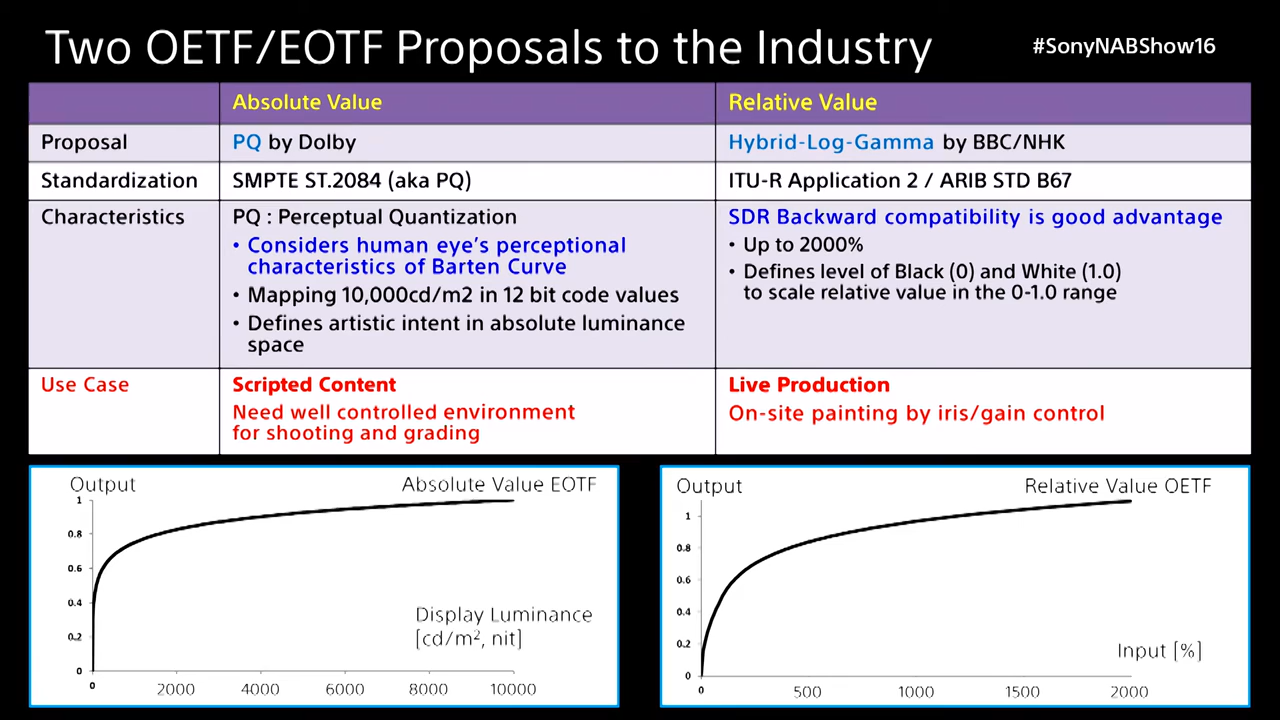 Two OETF/EOTF Proposals to the Industry
#SonyNABShow16
Absolute Value
Relative Value
Proposal
PQ by Dolby
Hybrid-Log-Gamma by BBC/NHK
Standardization
SMPTE ST.2084 (aka PQ)
ITU-R Application 2 / ARIB STD B67
Characteristics
PQ : Perceptual Quantization
• Considers human eye's perceptional
characteristics of Barten Curve
• Mapping 10,000cd/m2 in 12 bit code values
• Defines artistic intent in absolute luminance
space
SDR Backward compatibility is good advantage
• Up to 2000%
• Defines level of Black (0) and White (1.0)
to scale relative value in the 0-1.0 range
Use Case
Scripted Content
Need well controlled environment
for shooting and grading
Live Production
On-site painting by iris/gain control
Output
Absolute Value EOTF
1
0.8
0.6
0.4
0.2
0
Display Luminance
[cd/m², nit]
0 2000 4000 6000 8000 10000
Output
Relative Value OETF
1
0.8
0.6
0.4
0.2
0
Input [%]
0 500 1000 1500 2000